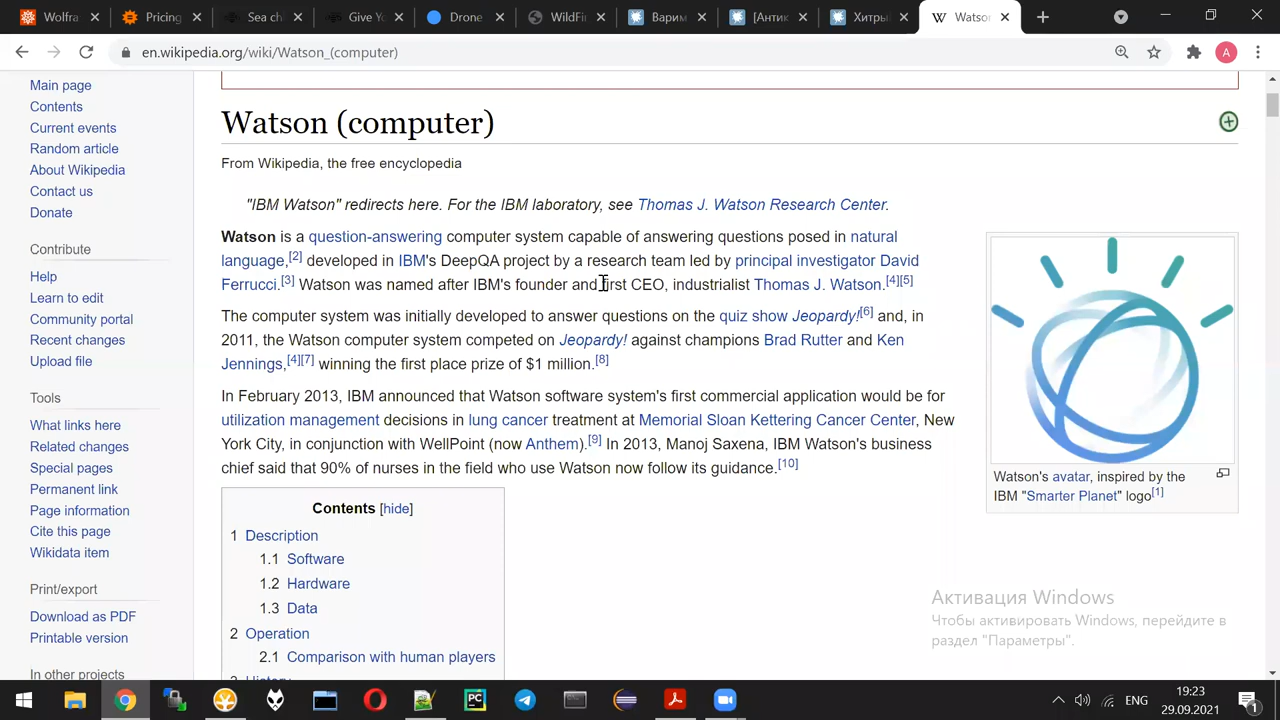 Wolfra
Pricing
Sea ch
Give Yo
Drone
WildFir
Варим
[Антик
Хитры
W Watso
en.wikipedia.org/wiki/Watson_(computer)
A
Main page
Contents
Current events
Random article
About Wikipedia
Contact us
Donate
Contribute
Help
Learn to edit
Community portal
Recent changes
Upload file
Tools
What links here
Related changes
Special pages
Permanent link
Page information
Cite this page
Wikidata item
Print/export
Download as PDF
Printable version
In other projects
Watson (computer)
From Wikipedia, the free encyclopedia
"IBM Watson" redirects here. For the IBM laboratory, see Thomas J. Watson Research Center.
Watson is a question-answering computer system capable of answering questions posed in natural
language,[2] developed in IBM's DeepQA project by a research team led by principal investigator David
Ferrucci.[3] Watson was named after IBM's founder and first CEO, industrialist Thomas J. Watson.[4][5]
The computer system was initially developed to answer questions on the quiz show Jeopardy![6] and, in
2011, the Watson computer system competed on Jeopardy! against champions Brad Rutter and Ken
Jennings,[4][7] winning the first place prize of $1 million.[8]
In February 2013, IBM announced that Watson software system's first commercial application would be for
utilization management decisions in lung cancer treatment at Memorial Sloan Kettering Cancer Center, New
York City, in conjunction with WellPoint (now Anthem).[9] In 2013, Manoj Saxena, IBM Watson's business
chief said that 90% of nurses in the field who use Watson now follow its guidance.[10]
Watson's avatar, inspired by the
IBM "Smarter Planet" logo[1]
Contents [hide]
1 Description
1.1 Software
1.2 Hardware
1.3 Data
2 Operation
2.1 Comparison with human players
Активация Windows
Чтобы активировать Windows, перейдите в
раздел "Параметры".
PC
ENG
19:23
29.09.2021
1